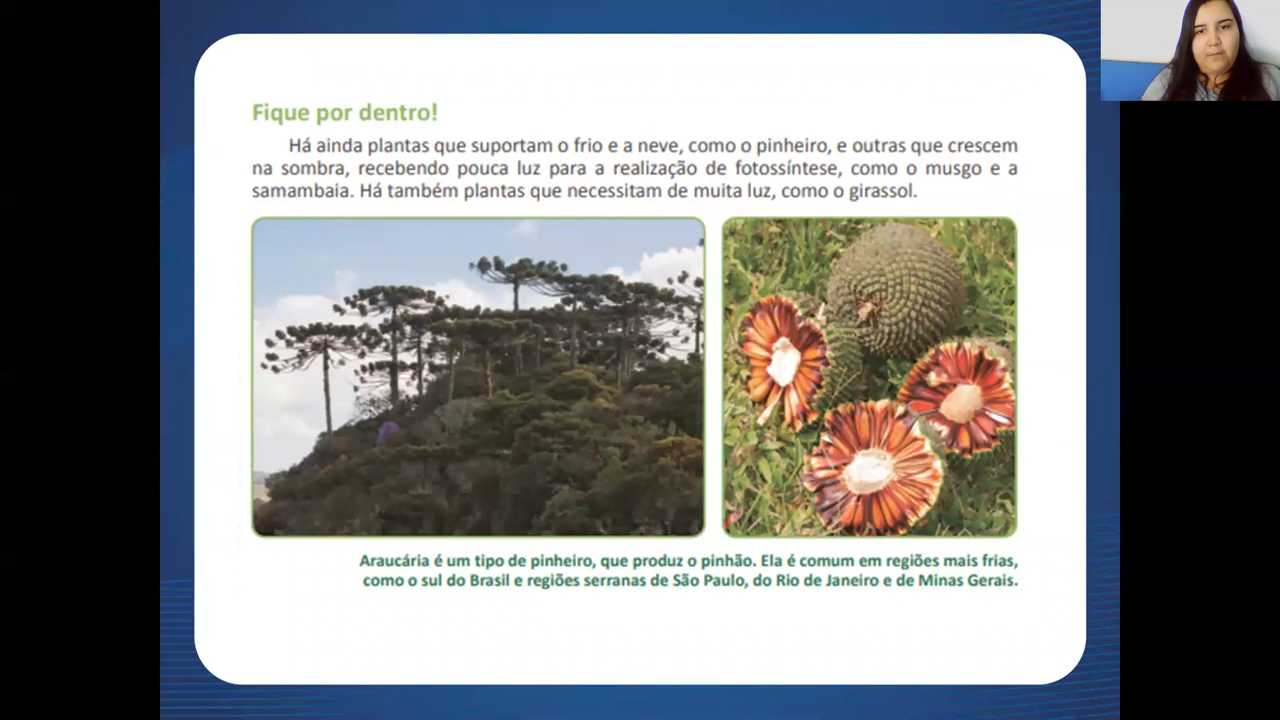 Fique por dentro!
Há ainda plantas que suportam o frio e a neve, como o pinheiro, e outras que crescem
na sombra, recebendo pouca luz para a realização de fotossíntese, como o musgo e a
samambaia. Há também plantas que necessitam de muita luz, como o girassol.
Araucária é um tipo de pinheiro, que produz o pinhão. Ela é comum em regiões mais frias,
como o sul do Brasil e regiões serranas de São Paulo, do Rio de Janeiro e de Minas Gerais.